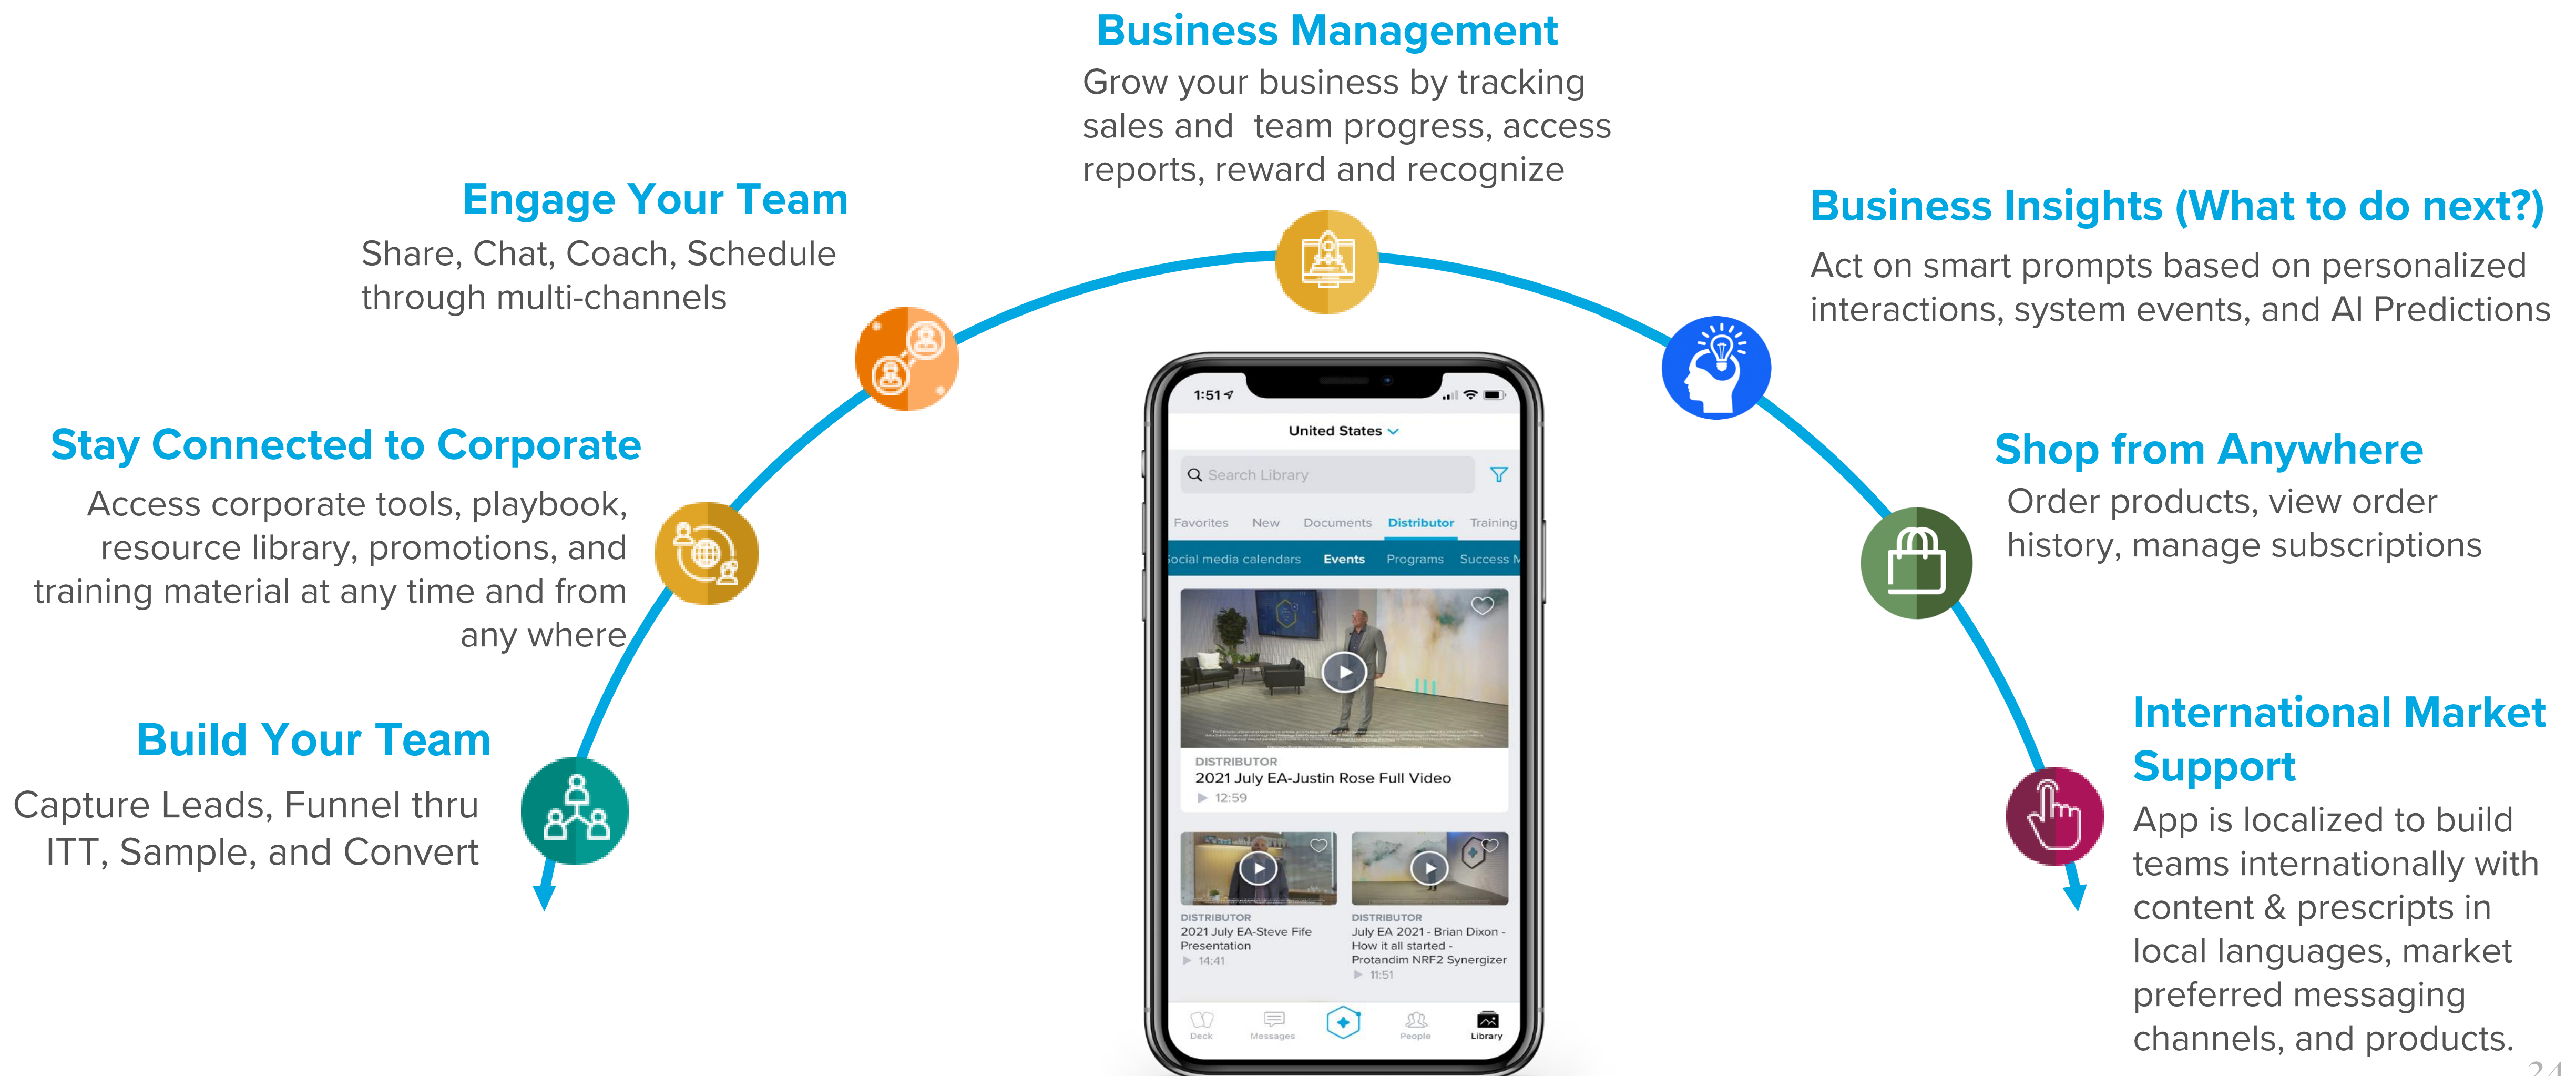 Business Management
Grow your business by tracking
sales and team progress, access
reports, reward and recognize
Engage Your Team
Share, Chat, Coach, Schedule
through multi-channels
Business Insights (What to do next?)
Act on smart prompts based on personalized
interactions, system events, and AI Predictions
Stay Connected to Corporate
Access corporate tools, playbook,
resource library, promotions, and
training material at any time and from
any where
Shop from Anywhere
Order products, view order
history, manage subscriptions
Build Your Team
Capture Leads, Funnel thru
ITT, Sample, and Convert
International Market
Support
App is localized to build
teams internationally with
content & prescripts in
local languages, market
preferred messaging
channels, and products.
1:51
United States
Search Library
Favorites New Documents Distributor Training
ocial media calendars Events Programs Success M
DISTRIBUTOR
2021 July EA-Justin Rose Full Video
12:59
DISTRIBUTOR
2021 July EA-Steve Fife
Presentation
14:41
DISTRIBUTOR
July EA 2021 - Brian Dixon -
How it all started -
Protandim NRF2 Synergizer
11:51
Deck Messages People Library
24